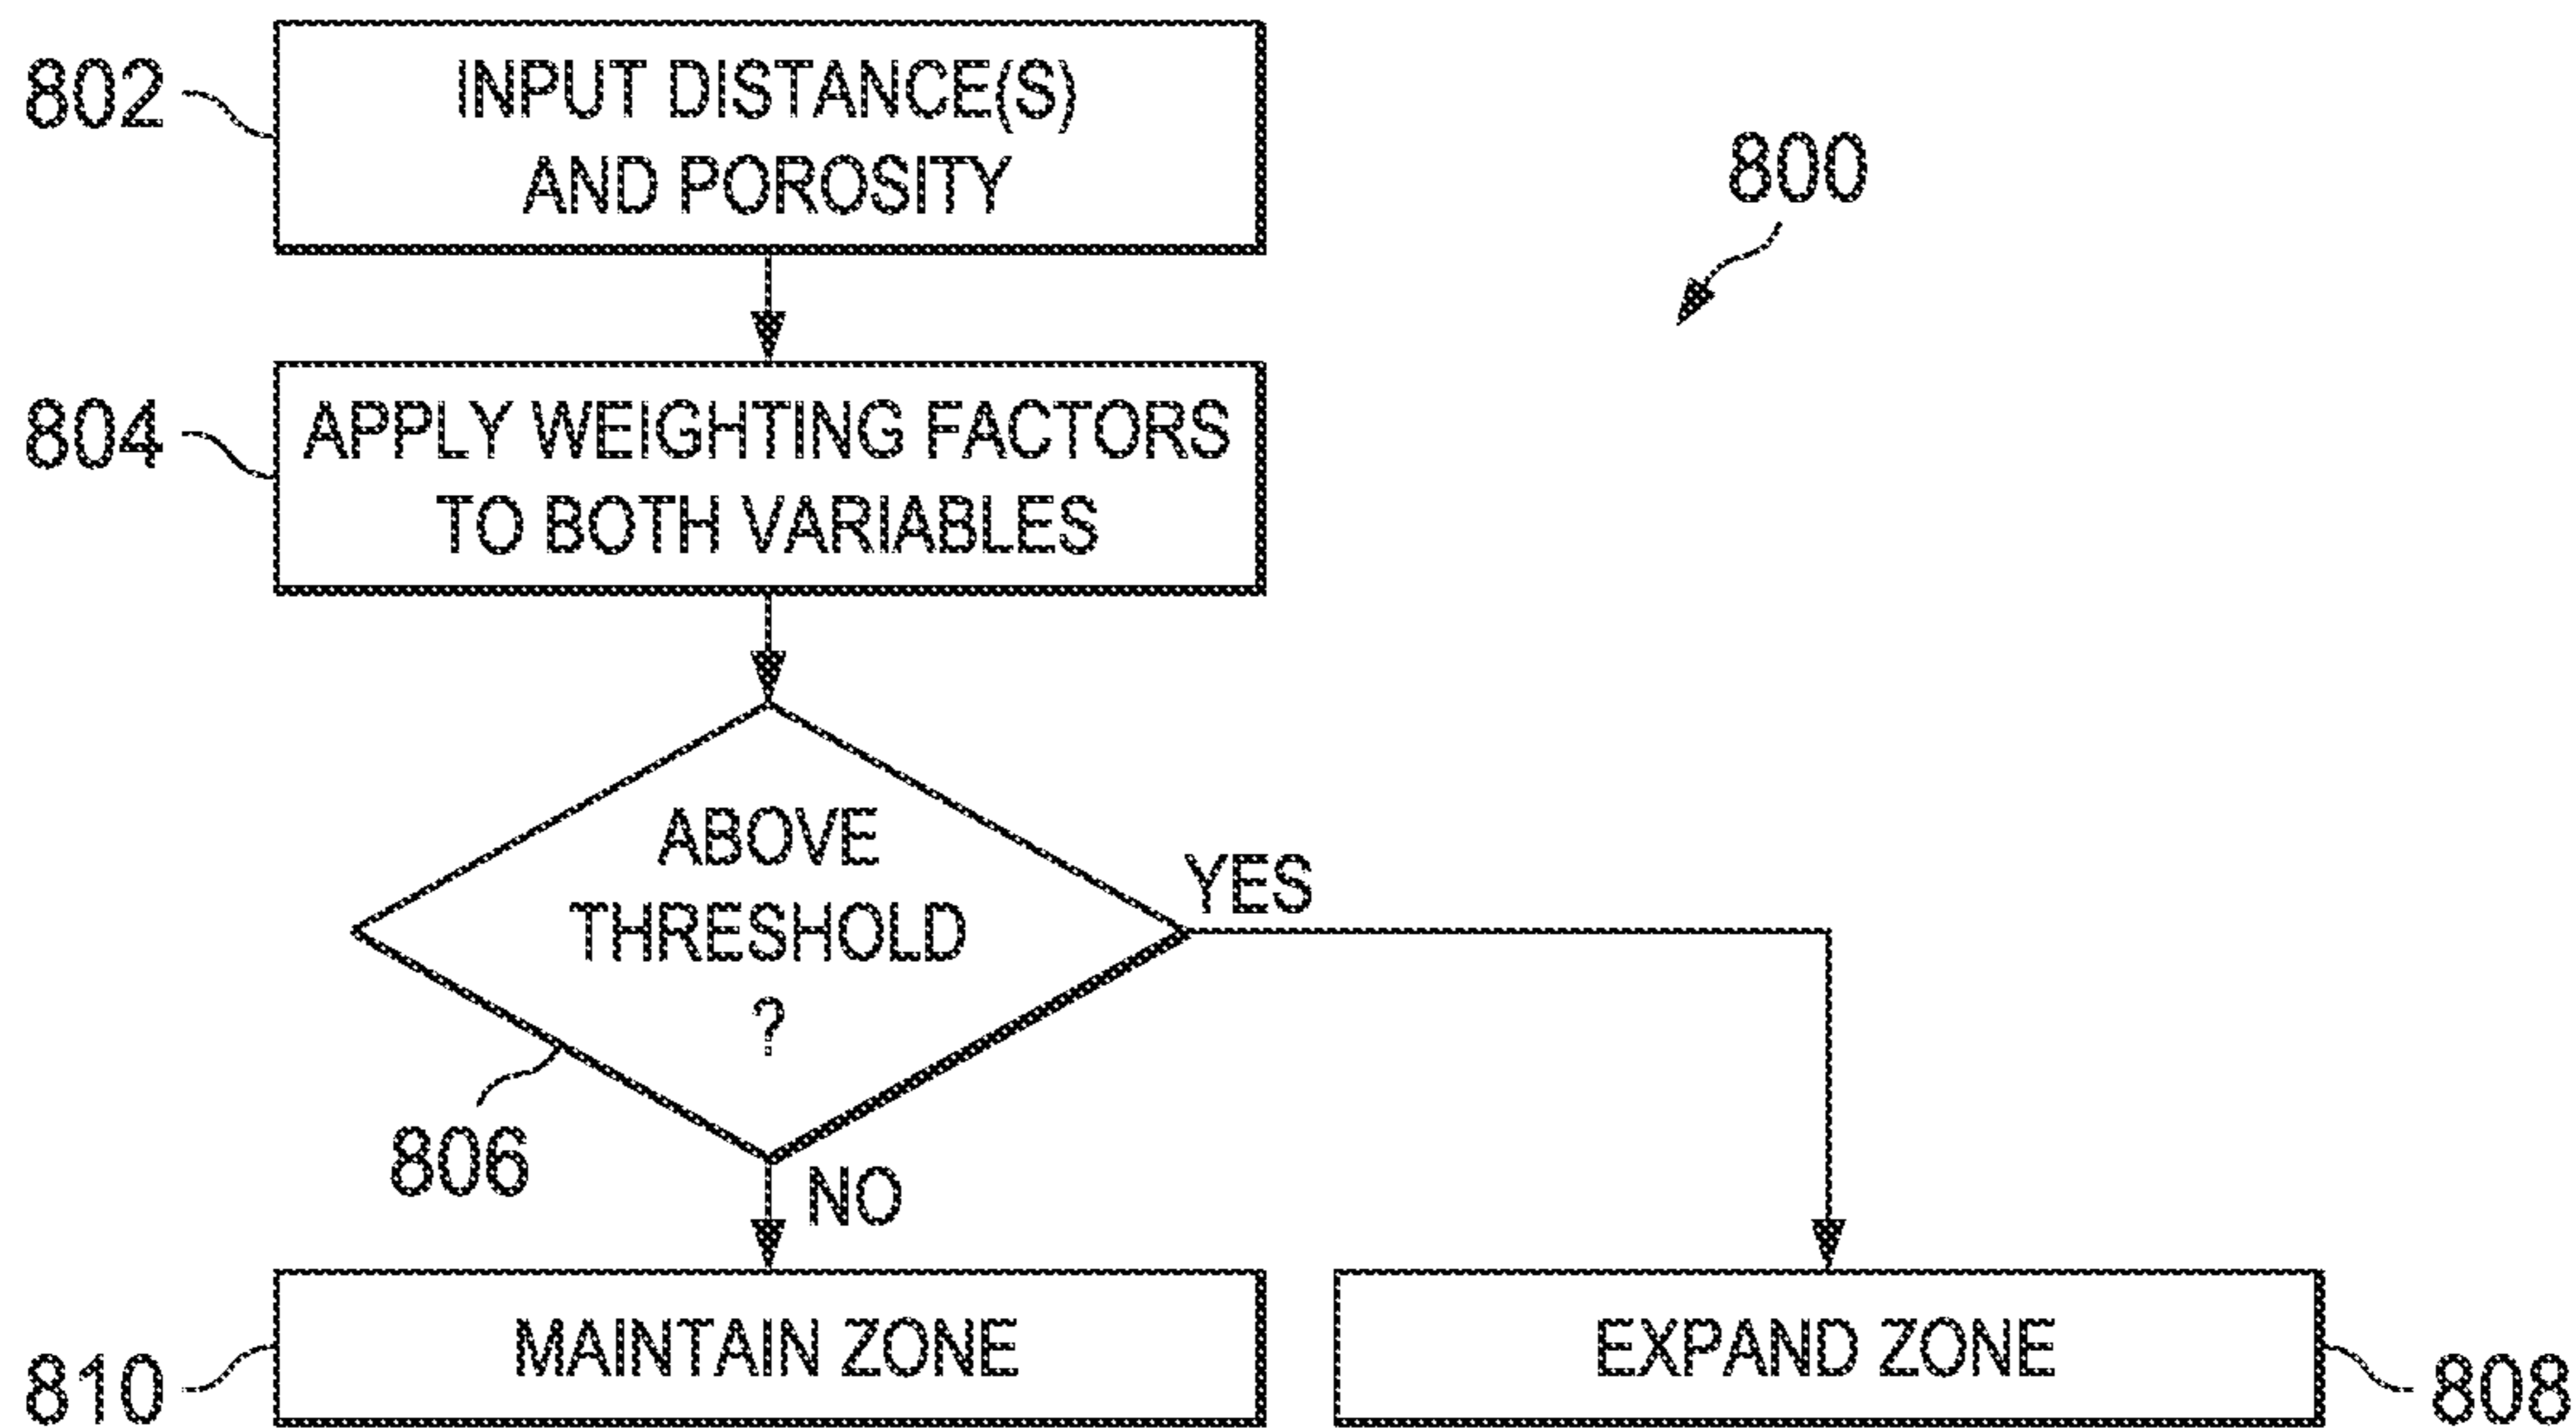 802
INPUT DISTANCE(S)
AND POROSITY
800
804
APPLY WEIGHTING FACTORS
TO BOTH VARIABLES
ABOVE
THRESHOLD
?
YES
806
NO
810
MAINTAIN ZONE
EXPAND ZONE
808